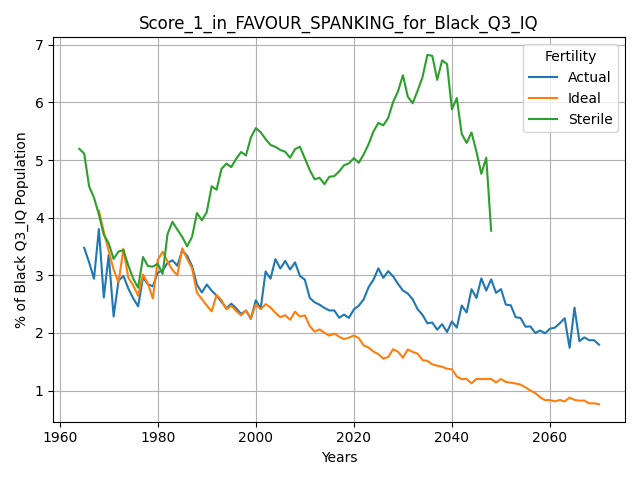 Score_1_in_FAVOUR_SPANKING_for_Black_Q3_IQ
% of Black Q3_IQ Population
7
6
5
4
3
2
1
Fertility
Actual
Ideal
Sterile
1960 1980 2000 2020 2040 2060
Years